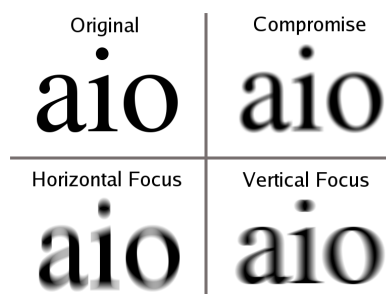 Original
aio
Compromise
aio
Horizontal Focus
aio
Vertical Focus
aio